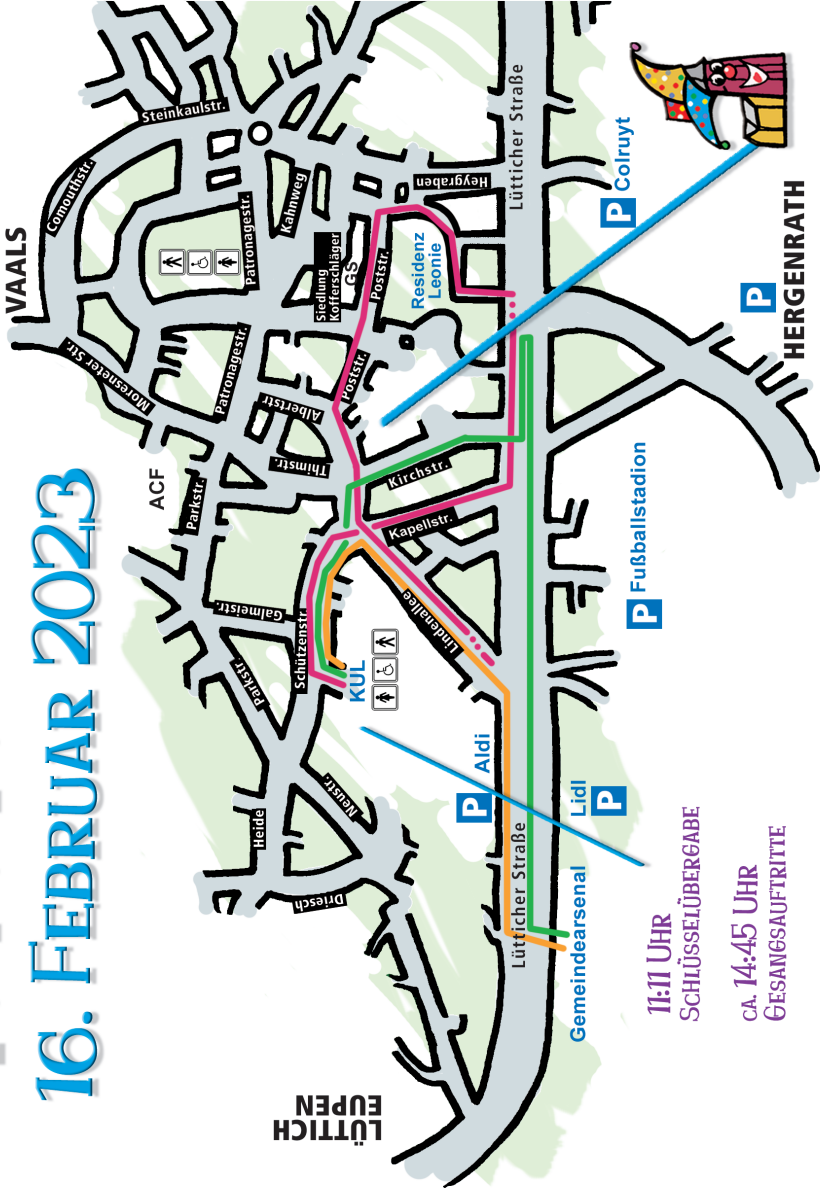 16. Februar 2023
VAALS
Comouthstr.
Steinkaulstr.
Moresneter Str.
Patronagestr.
Patronagestr.
Kahnweg
Heygraben
Siedlung
Kofferschläger
GS
Poststr.
Poststr.
Albertstr.
Thimstr.
ACF
Parkstr.
Parkstr.
Galmeistr.
Schützenstr.
Heide
Neustr.
Driesch
Kirchstr.
Kapellstr.
Lindenallee
KUL
Residenz
Leonie
Lütticher Straße
Lütticher Straße
LÜTTICH
EUPEN
P Aldi
Lidl
P
Gemeindearsenal
P Fußballstadion
P Colruyt
P
HERGENRATH
11:11 Uhr
Schlüsselübergabe
ca. 14:45 Uhr
Gesangsauftritte